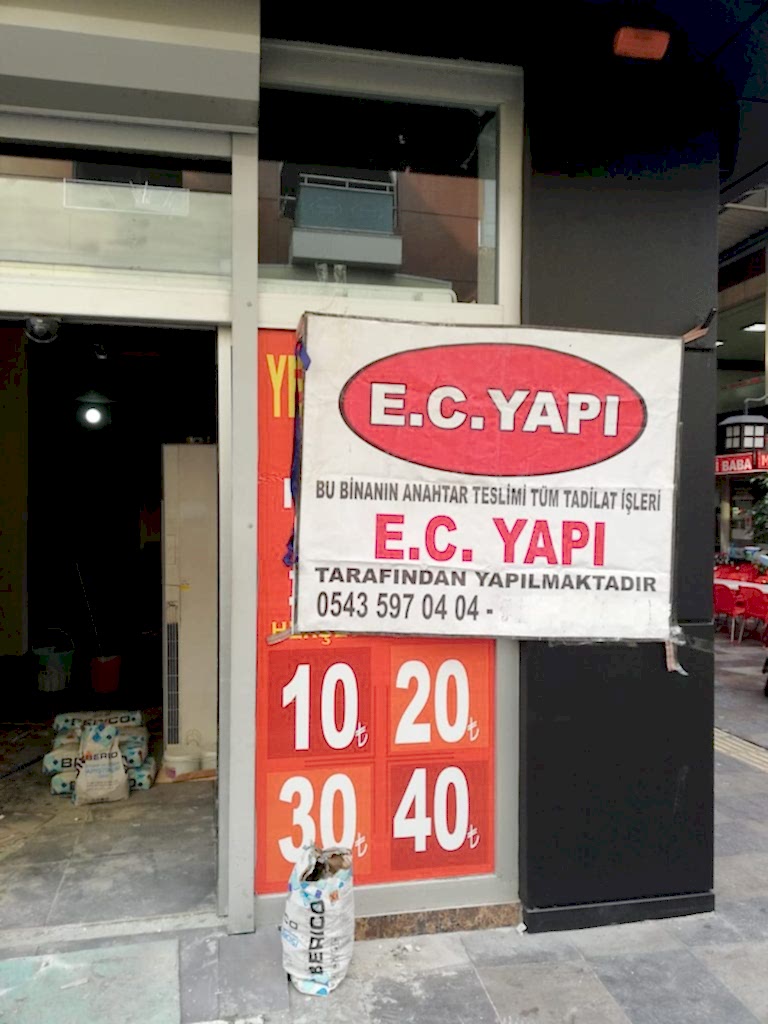 E.C.YAPI
BU BİNANIN ANAHTAR TESLİMİ TÜM TADİLAT İŞLERİ
E.C. YAPI
TARAFINDAN YAPILMAKTADIR
0543 597 04 04 -
BABA
10₺
20₺
30₺
40₺
BERICO
BERICO
BERICO